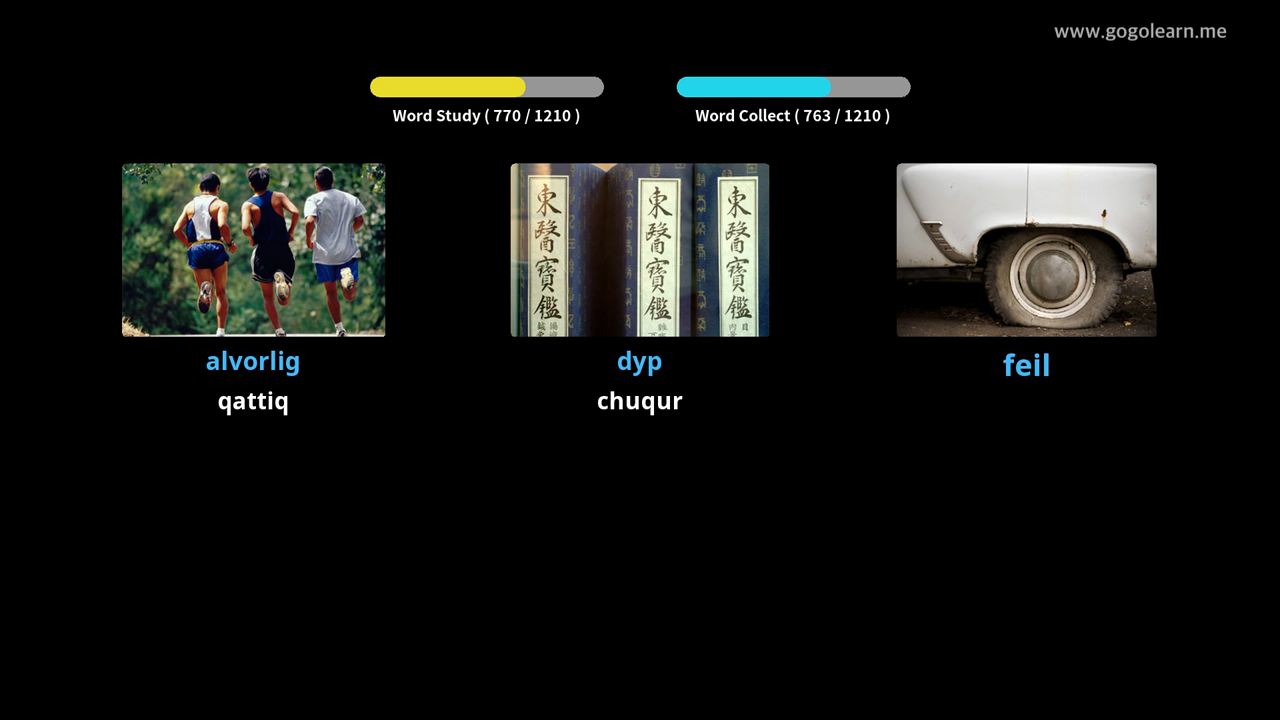 www.gogolearn.me
Word Study ( 770 / 1210 )
Word Collect ( 763 / 1210 )
東醫寶鑑
東醫寶鑑
東醫寶鑑
alvorlig
dyp
feil
qattiq
chuqur